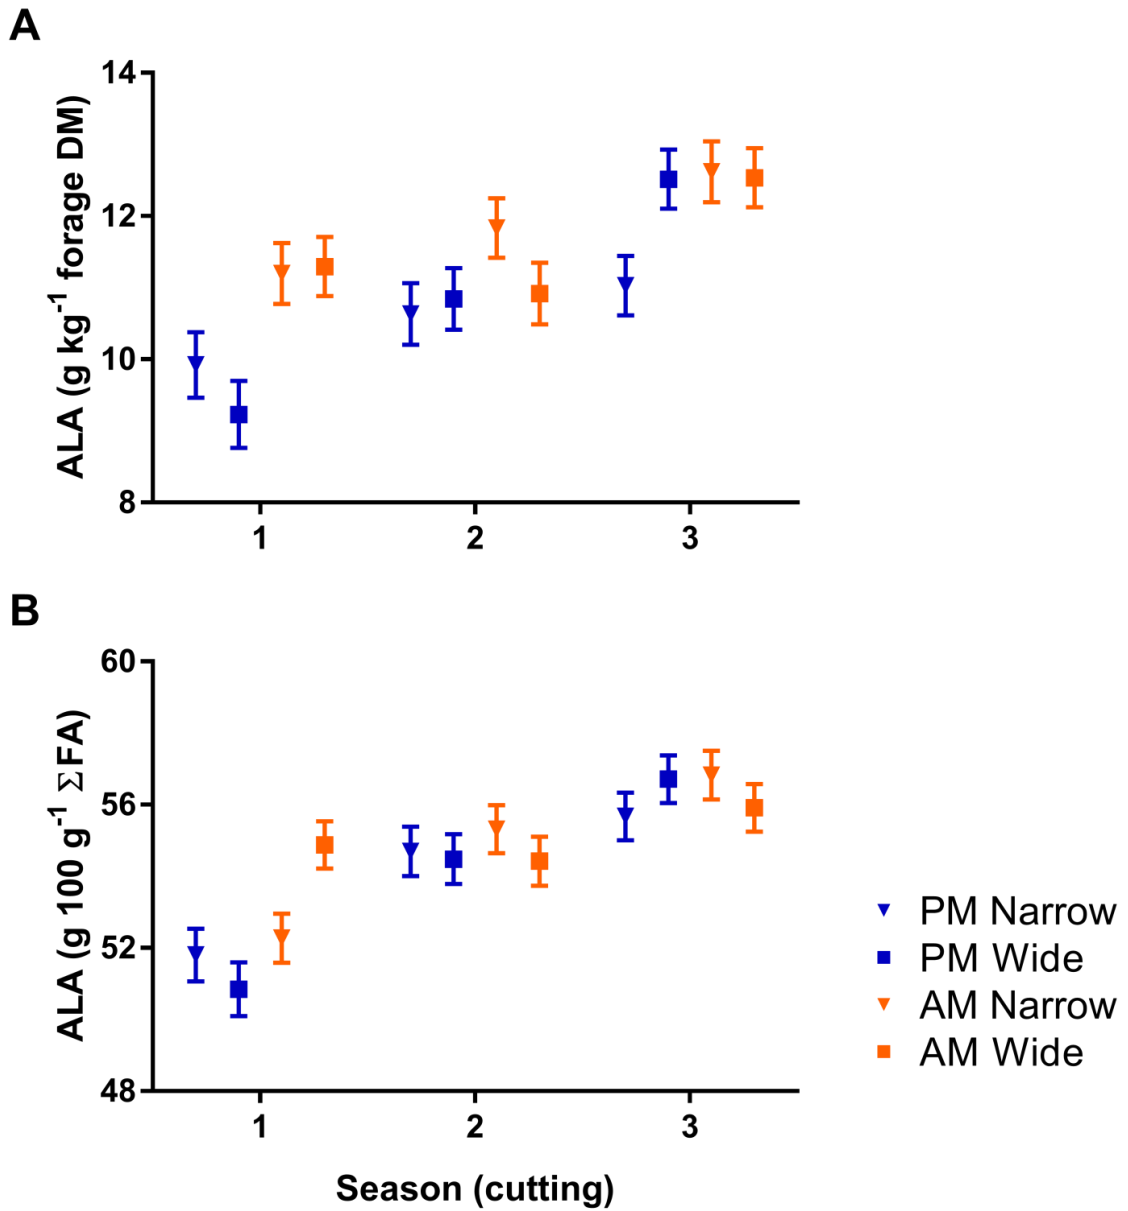 A
14
12
10
8
ALA (g kg⁻¹ forage DM)
1 2 3
B
60
56
52
48
ALA (g 100 g⁻¹ ΣFA)
1 2 3
Season (cutting)
PM Narrow
PM Wide
AM Narrow
AM Wide